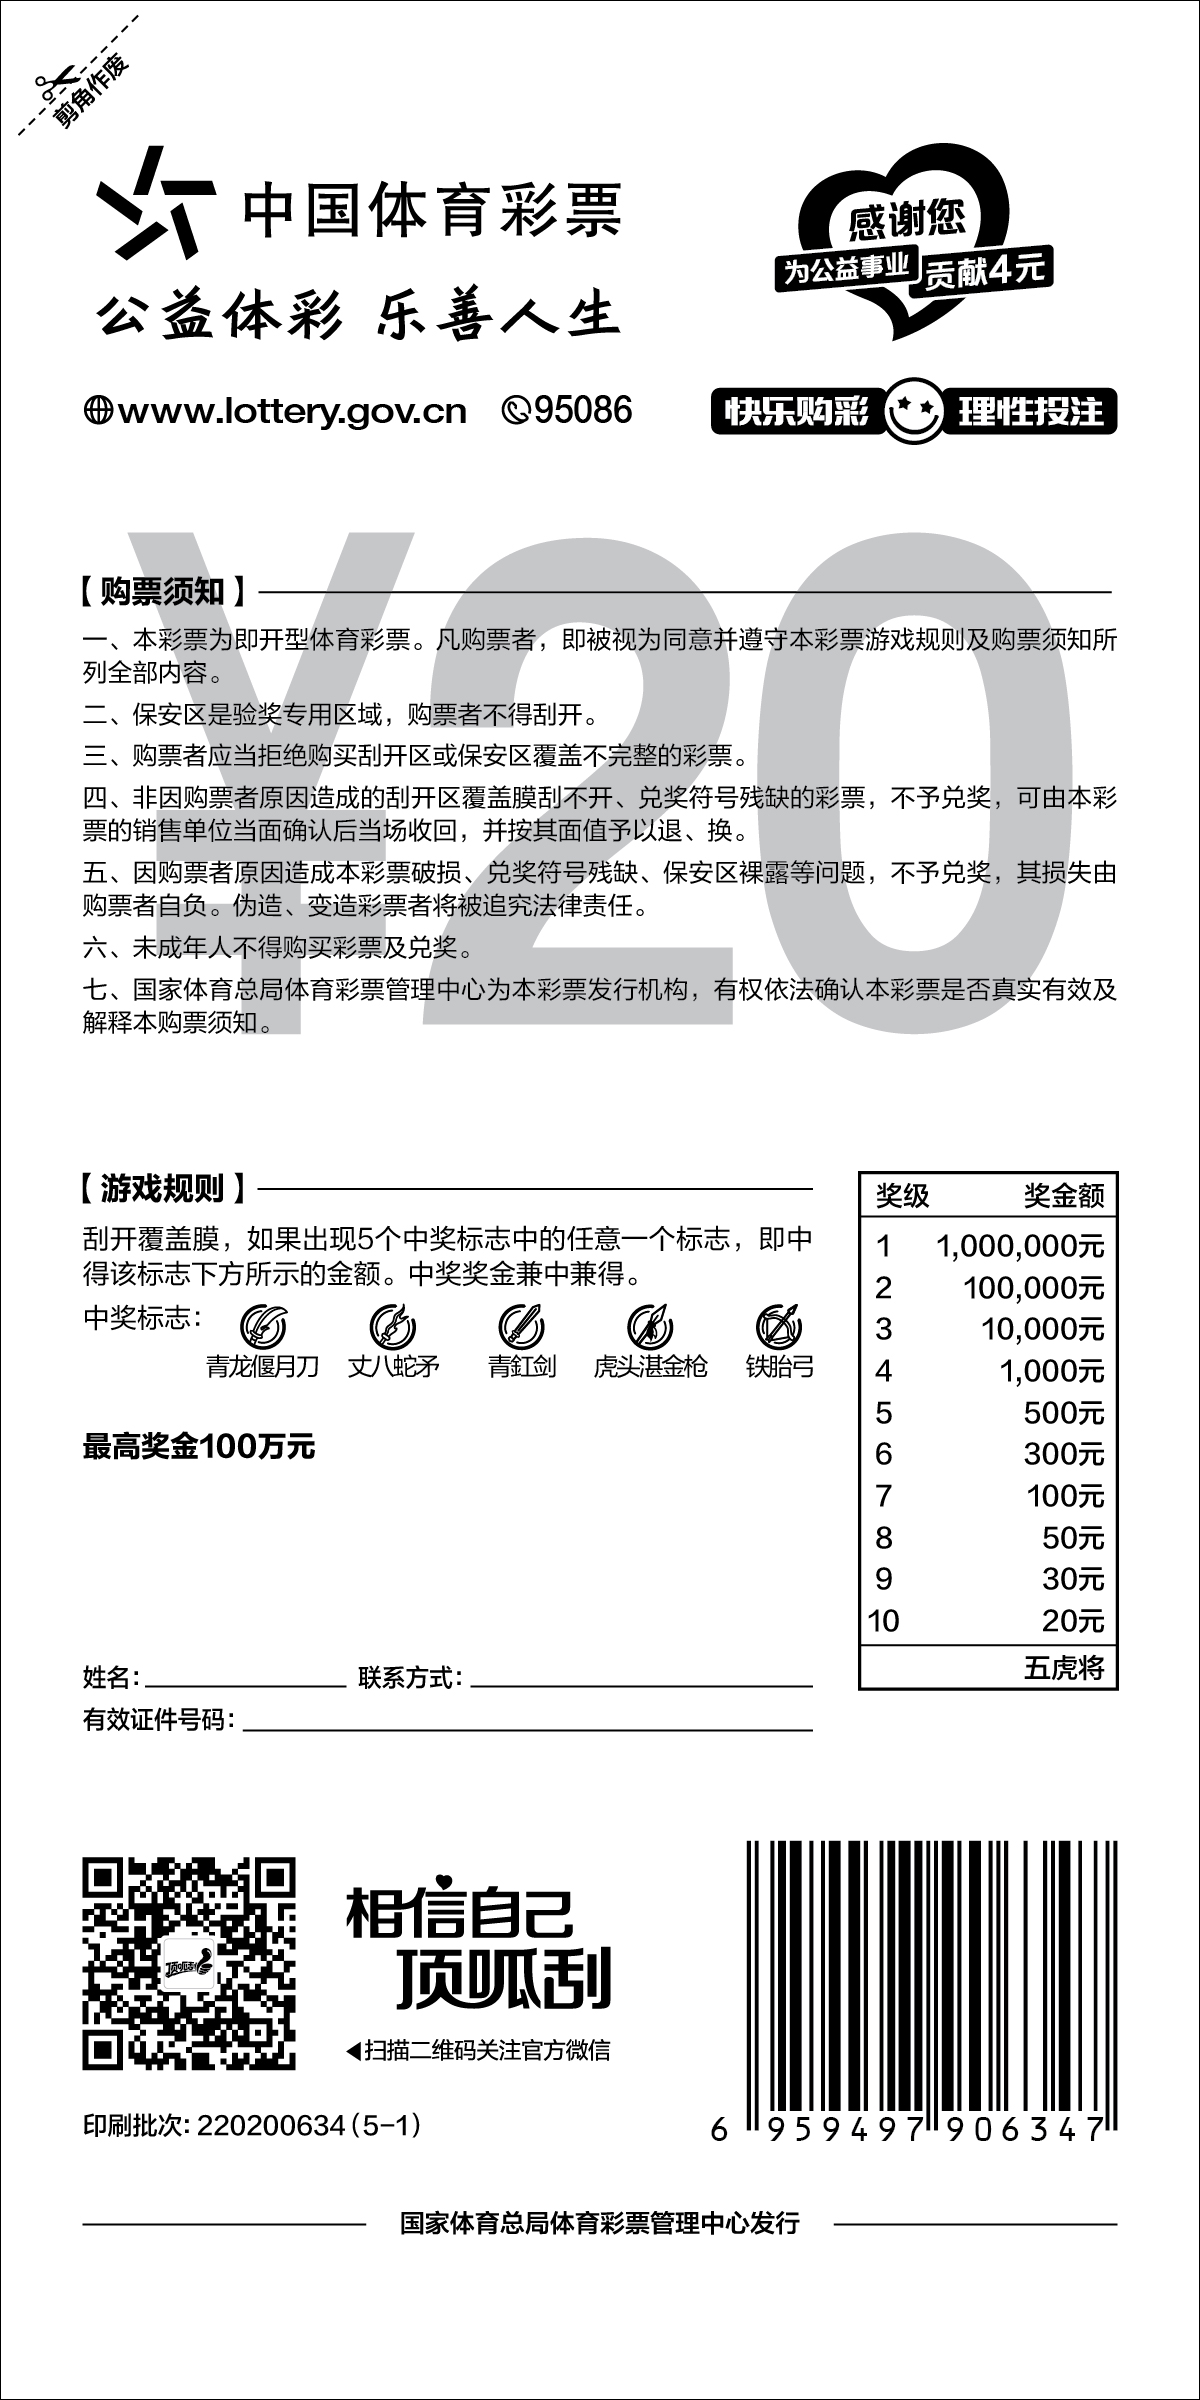 剪角作废
中国体育彩票
公益体彩 乐善人生
感谢您
为公益事业
贡献4元
www.lottery.gov.cn 95086
快乐购彩 理性投注
¥20
【购票须知】
一、本彩票为即开型体育彩票。凡购票者，即被视为同意并遵守本彩票游戏规则及购票须知所
列全部内容。
二、保安区是验奖专用区域，购票者不得刮开。
三、购票者应当拒绝购买刮开区或保安区覆盖不完整的彩票。
四、非因购票者原因造成的刮开区覆盖膜刮不开、兑奖符号残缺的彩票，不予兑奖，可由本彩
票的销售单位当面确认后当场收回，并按其面值予以退、换。
五、因购票者原因造成本彩票破损、兑奖符号残缺、保安区裸露等问题，不予兑奖，其损失由
购票者自负。伪造、变造彩票者将被追究法律责任。
六、未成年人不得购买彩票及兑奖。
七、国家体育总局体育彩票管理中心为本彩票发行机构，有权依法确认本彩票是否真实有效及
解释本购票须知。
【游戏规则】
刮开覆盖膜，如果出现5个中奖标志中的任意一个标志，即中
得该标志下方所示的金额。中奖奖金兼中兼得。
中奖标志：
青龙偃月刀 丈八蛇矛 青釭剑 虎头湛金枪 铁胎弓
最高奖金100万元
奖级 奖金额
1 1,000,000元
2 100,000元
3 10,000元
4 1,000元
5 500元
6 300元
7 100元
8 50元
9 30元
10 20元
五虎将
姓名： 联系方式：
有效证件号码：
顶呱刮
相信自己
顶呱刮
扫描二维码关注官方微信
印刷批次：220200634（5-1）
6 959497 906347
国家体育总局体育彩票管理中心发行